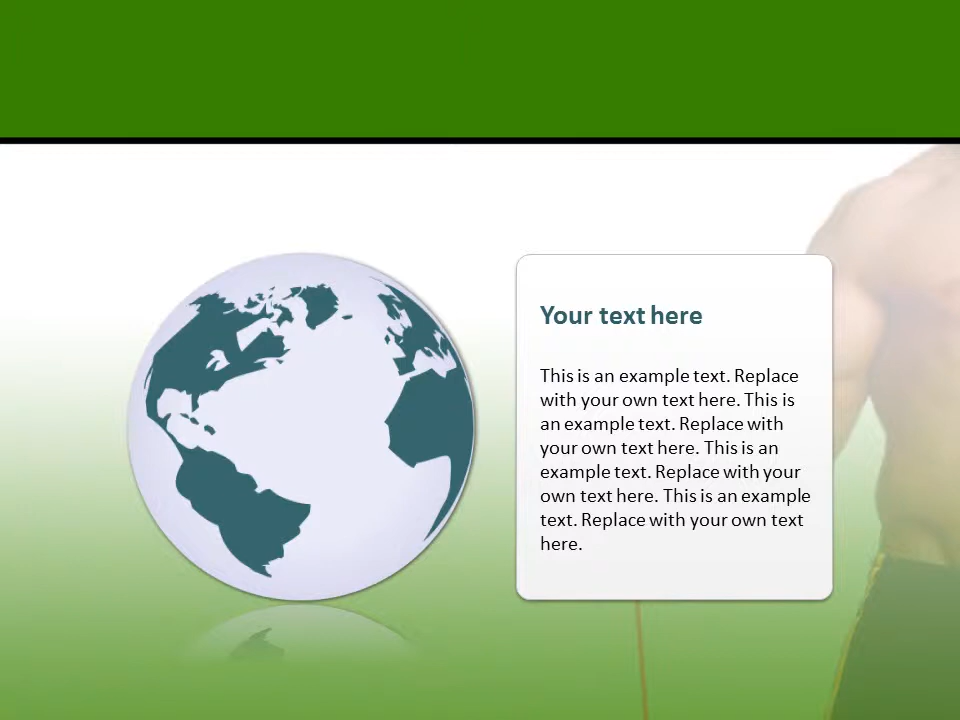 Your text here
This is an example text. Replace
with your own text here. This is
an example text. Replace with
your own text here. This is an
example text. Replace with your
own text here. This is an example
text. Replace with your own text
here.